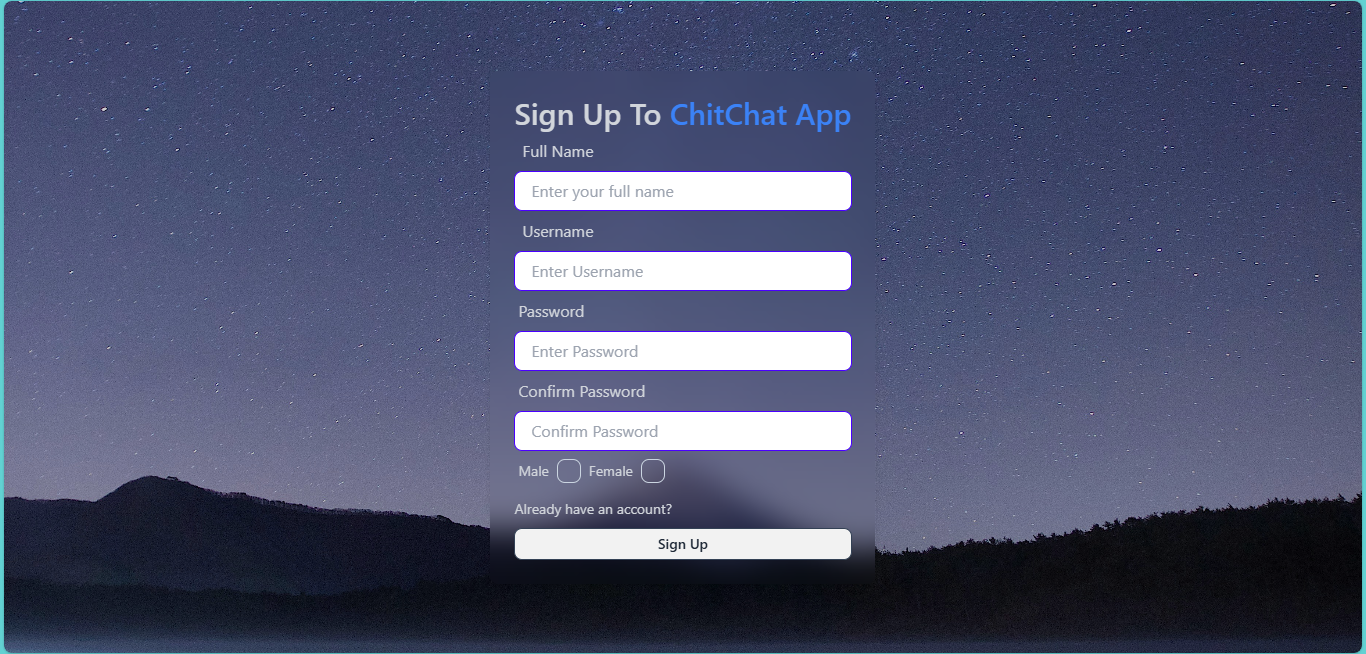 Sign Up To ChitChat App
Full Name
Enter your full name
Username
Enter Username
Password
Enter Password
Confirm Password
Confirm Password
Male Female
Already have an account?
Sign Up